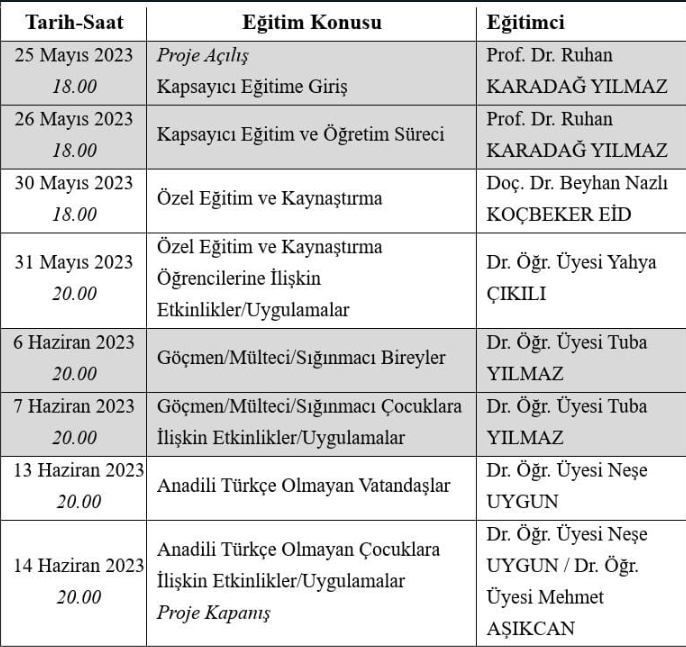 Tarih-Saat
Eğitim Konusu
Eğitimci
25 Mayıs 2023
18.00
Proje Açılış
Kapsayıcı Eğitime Giriş
Prof. Dr. Ruhan
KARADAĞ YILMAZ
26 Mayıs 2023
18.00
Kapsayıcı Eğitim ve Öğretim Süreci
Prof. Dr. Ruhan
KARADAĞ YILMAZ
30 Mayıs 2023
18.00
Özel Eğitim ve Kaynaştırma
Doç. Dr. Beyhan Nazlı
KOÇBEKER EİD
31 Mayıs 2023
20.00
Özel Eğitim ve Kaynaştırma
Öğrencilerine İlişkin
Etkinlikler/Uygulamalar
Dr. Öğr. Üyesi Yahya
ÇIKILI
6 Haziran 2023
20.00
Göçmen/Mülteci/Sığınmacı Bireyler
Dr. Öğr. Üyesi Tuba
YILMAZ
7 Haziran 2023
20.00
Göçmen/Mülteci/Sığınmacı Çocuklara
İlişkin Etkinlikler/Uygulamalar
Dr. Öğr. Üyesi Tuba
YILMAZ
13 Haziran 2023
20.00
Anadili Türkçe Olmayan Vatandaşlar
Dr. Öğr. Üyesi Neşe
UYGUN
14 Haziran 2023
20.00
Anadili Türkçe Olmayan Çocuklara
İlişkin Etkinlikler/Uygulamalar
Proje Kapanış
Dr. Öğr. Üyesi Neşe
UYGUN / Dr. Öğr.
Üyesi Mehmet
AŞIKCAN